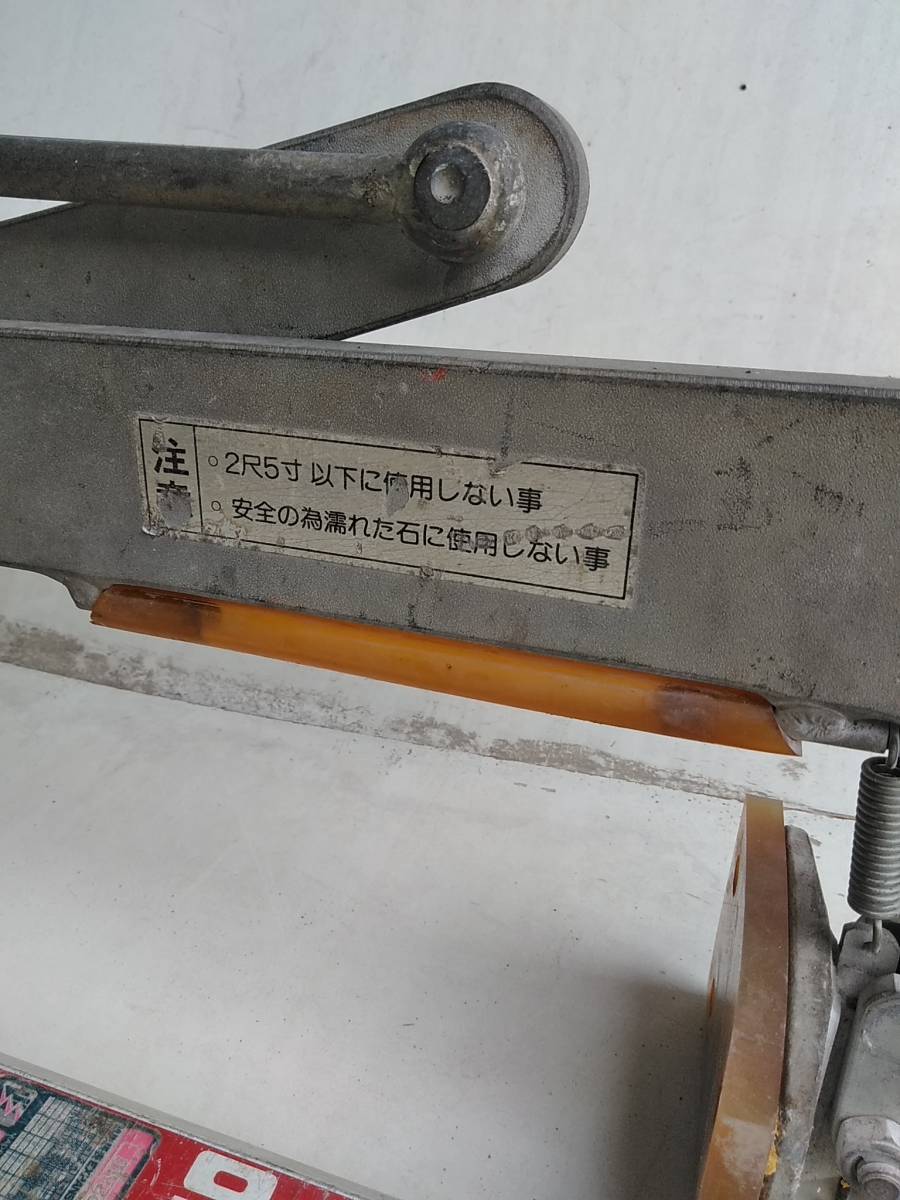 注意
○2尺5寸 以下に使用しない事
○ 安全の為濡れた石に使用しない事